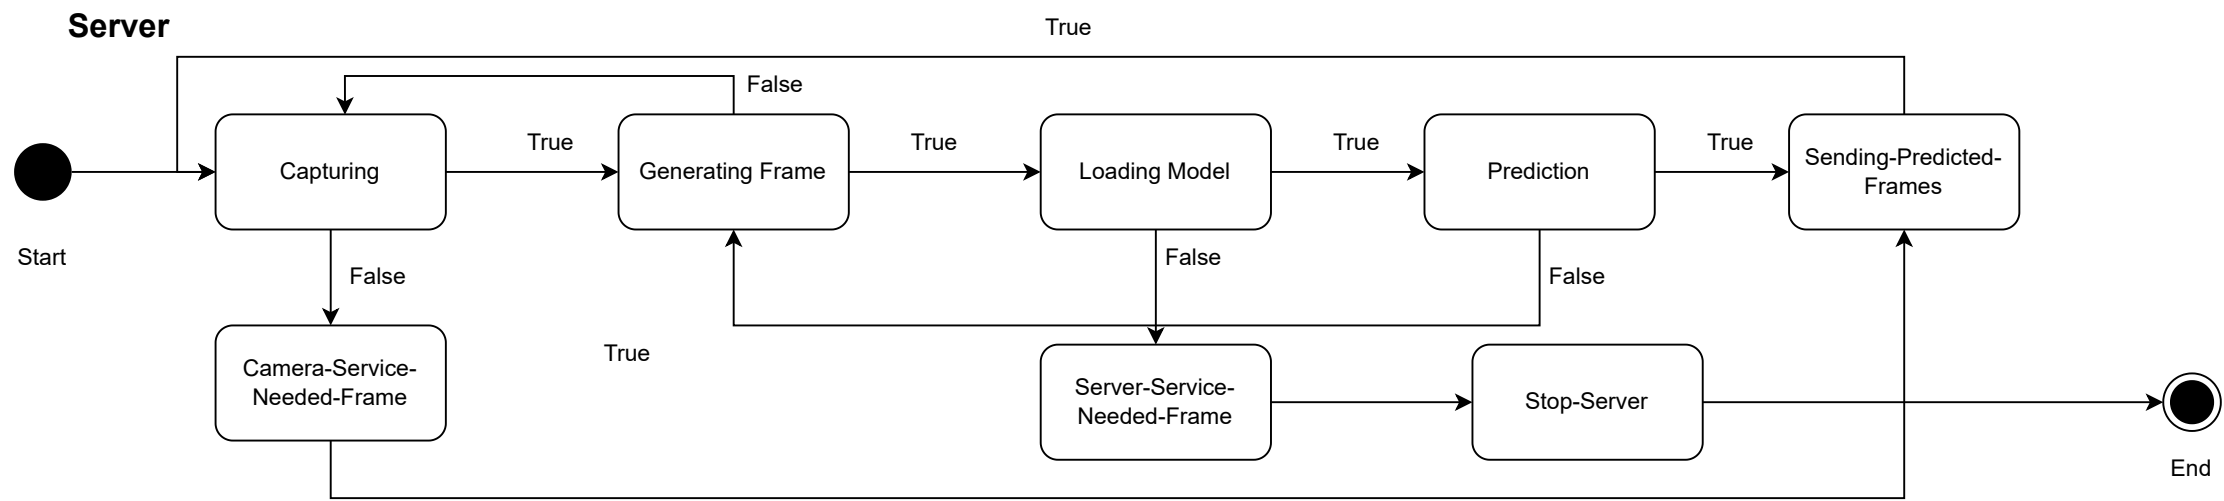 Server
True
False
True
True
True
True
Capturing
Generating Frame
Loading Model
Prediction
Sending-Predicted-
Frames
Start
False
False
False
True
Camera-Service-
Needed-Frame
Server-Service-
Needed-Frame
Stop-Server
End